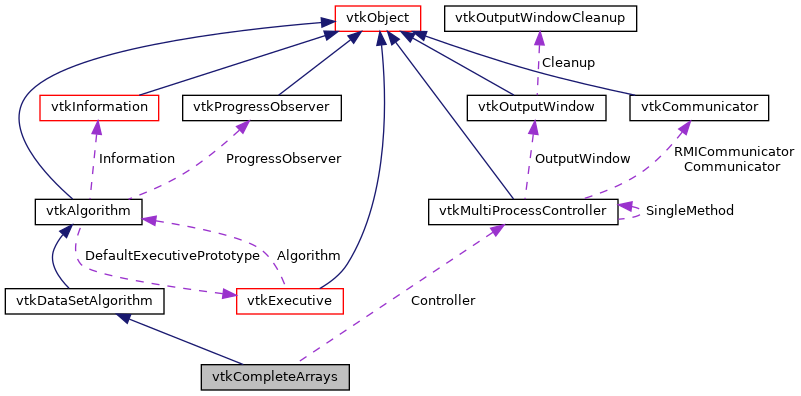 vtkObject
vtkOutputWindowCleanup
Cleanup
vtkInformation
vtkProgressObserver
vtkOutputWindow
vtkCommunicator
Information
ProgressObserver
OutputWindow
RMICommunicator
Communicator
vtkAlgorithm
vtkMultiProcessController
SingleMethod
DefaultExecutivePrototype
Algorithm
vtkDataSetAlgorithm
vtkExecutive
Controller
vtkCompleteArrays